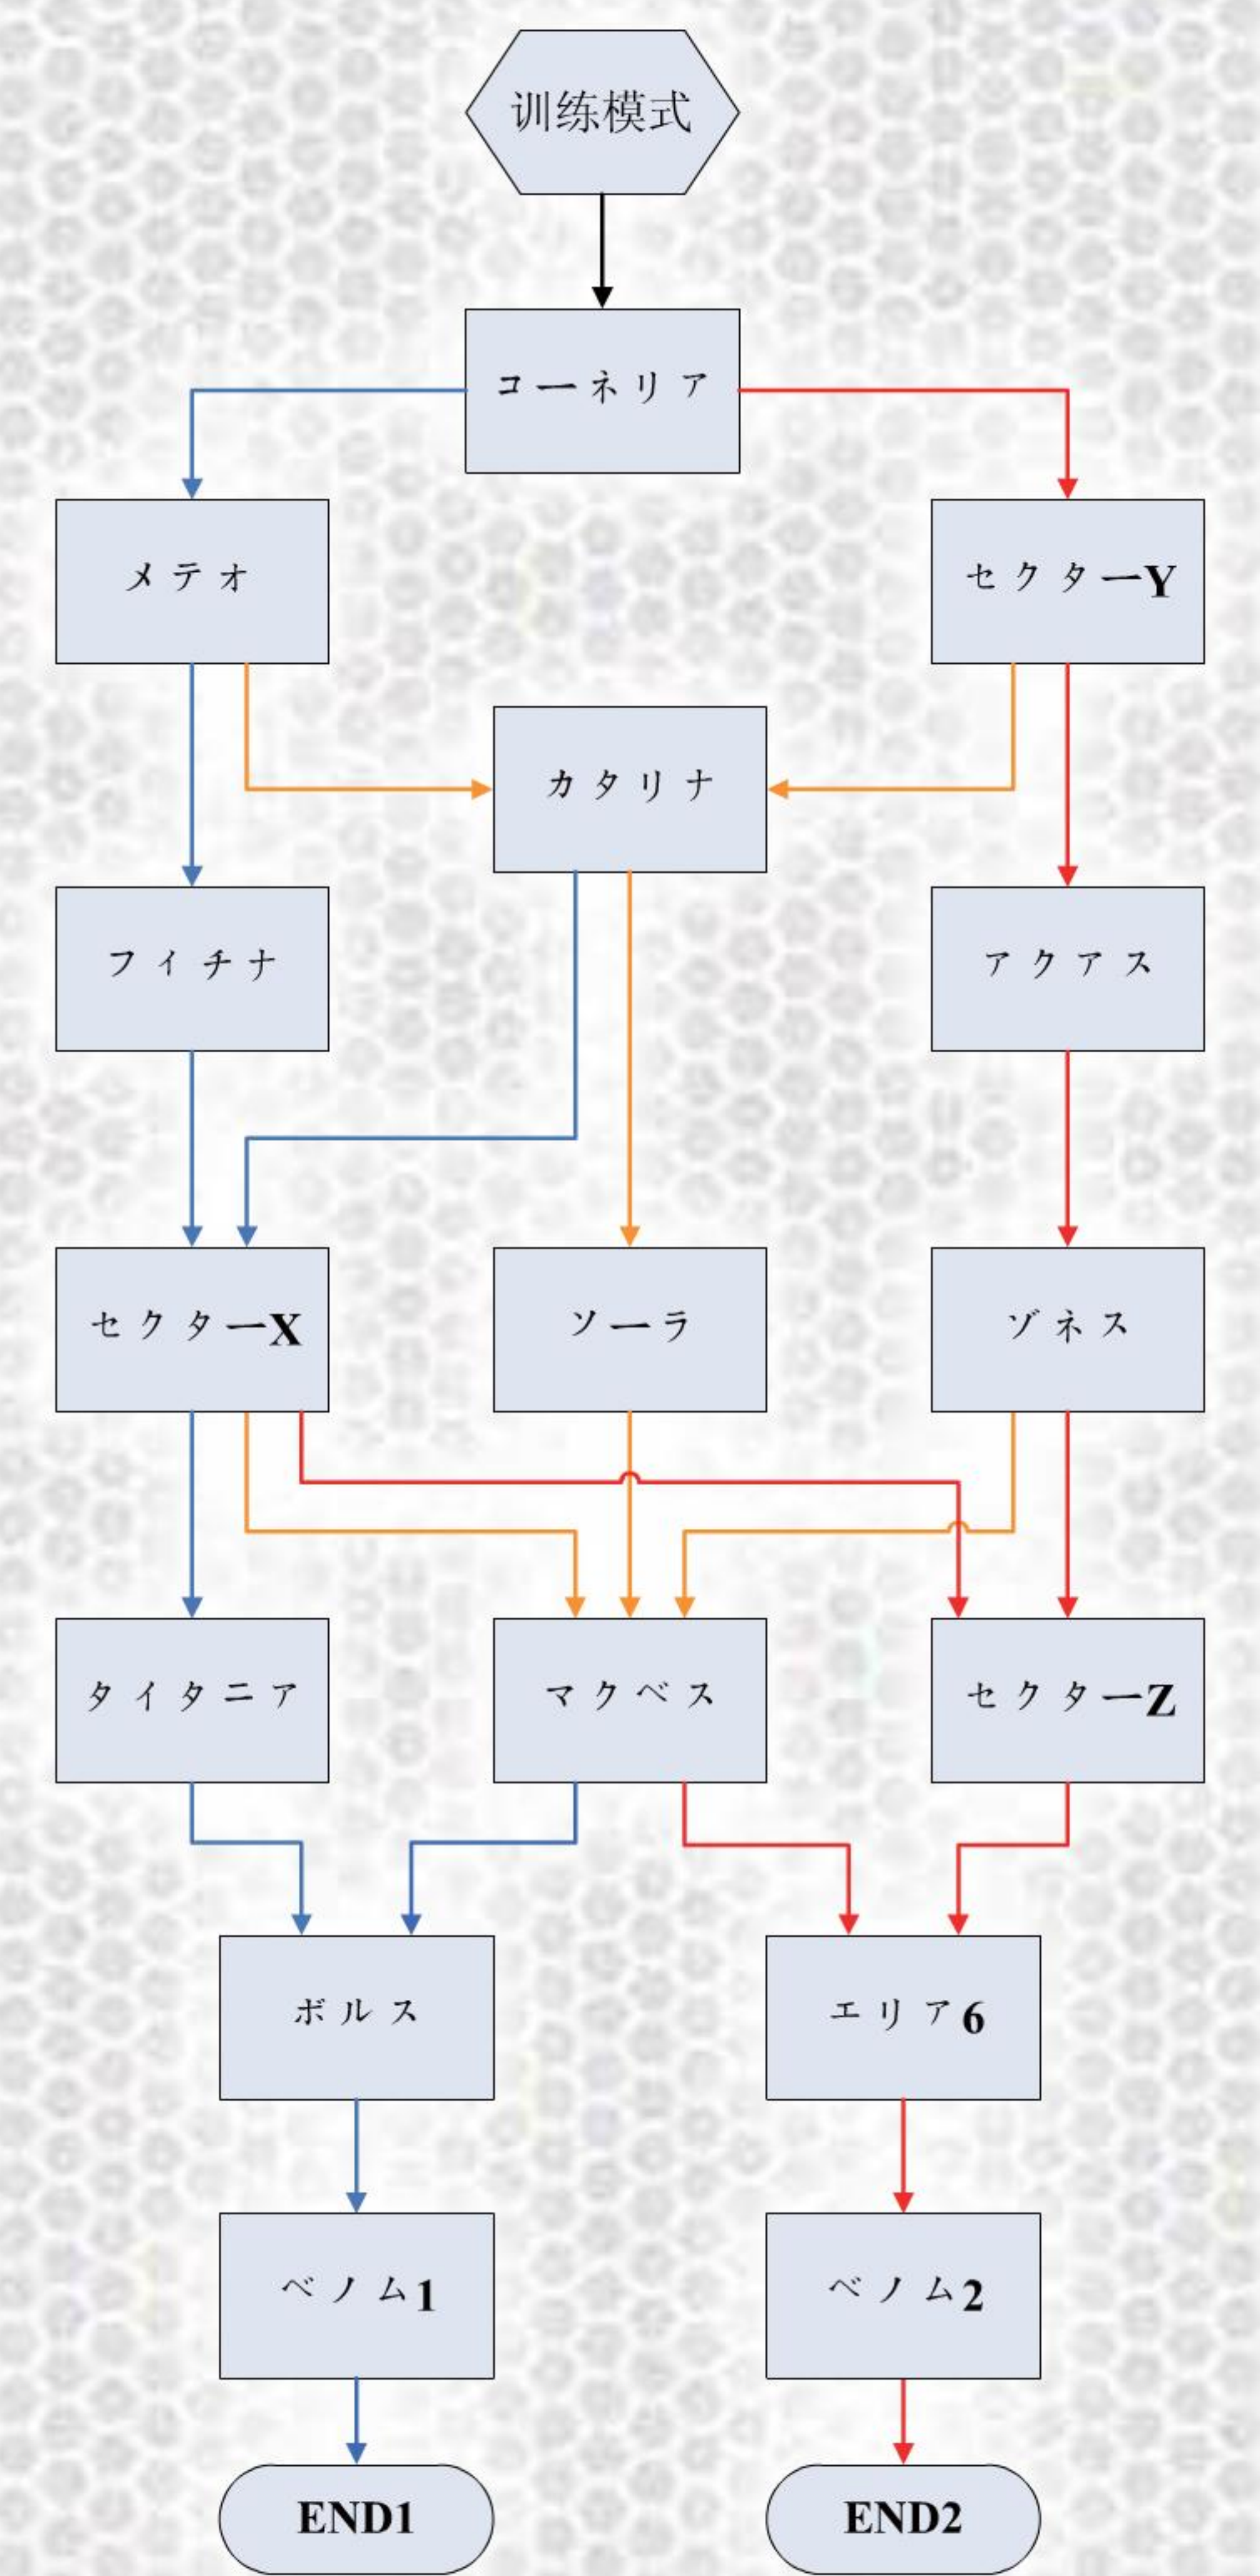 训练模式
コーネリア
メテオ
セクターY
カタリナ
フィチナ
アクアス
セクターX
ソーラ
ゾネス
タイタニア
マクベス
セクターZ
ボルス
エリア6
ベノム1
ベノム2
END1
END2